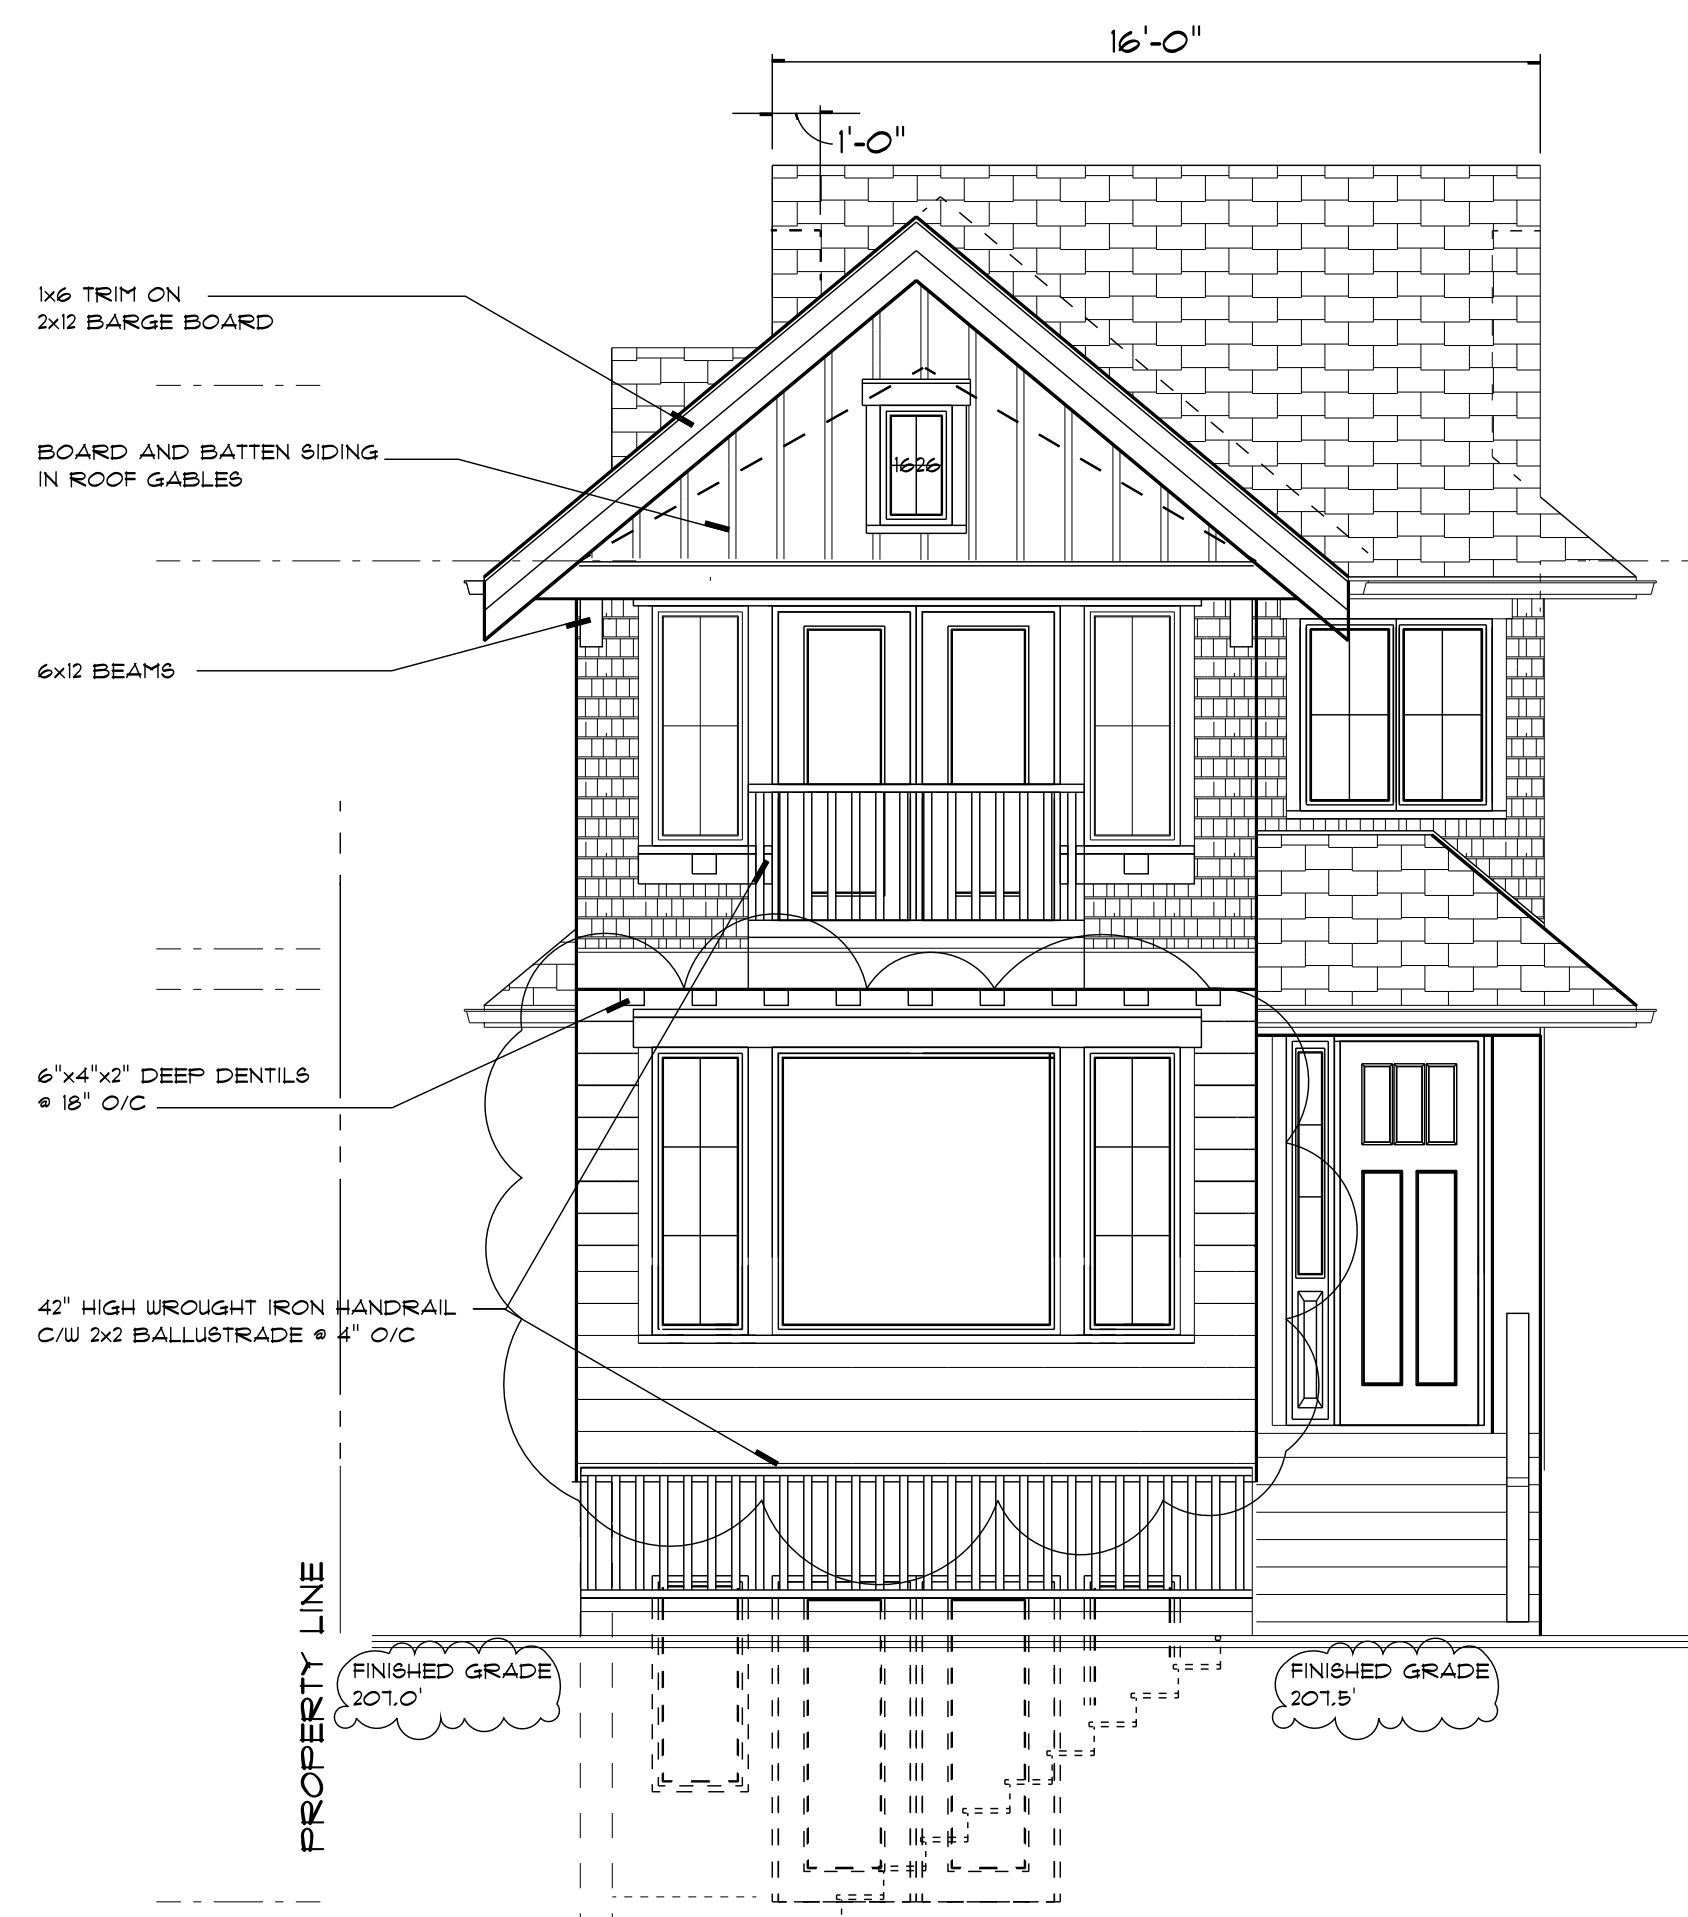 16'-0"
1'-0"
1x6 TRIM ON
2x12 BARGE BOARD
BOARD AND BATTEN SIDING
IN ROOF GABLES
1626
6x12 BEAMS
6"x4"x2" DEEP DENTILS
@ 18" O/C
42" HIGH WROUGHT IRON HANDRAIL
C/W 2x2 BALLUSTRADE @ 4" O/C
PROPERTY LINE
FINISHED GRADE
207.0'
FINISHED GRADE
207.5'